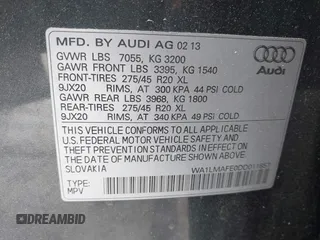 MFD. BY AUDI AG 02 13
GVWR LBS 7055, KG 3200
GAWR FRONT LBS 3395, KG 1540
FRONT-TIRES 275/45 R20 XL
9JX20 RIMS, AT 300 KPA 44 PSI COLD
GAWR REAR LBS 3968, KG 1800
REAR-TIRES 275/45 R20 XL
9JX20 RIMS, AT 340 KPA 49 PSI COLD
THIS VEHICLE CONFORMS TO ALL APPLICABLE
U.S. FEDERAL MOTOR VEHICLE SAFETY STANDARDS
IN EFFECT ON THE DATE OF MANUFACTURE SHOWN ABOVE.
SLOVAKIA
TYPE:
MPV
Audi
DREAMBID